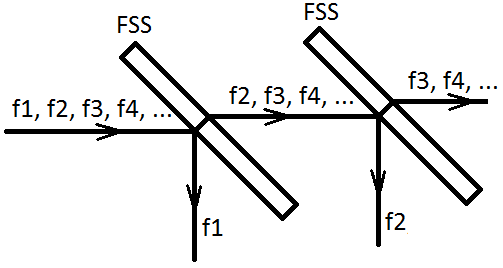 FSS
FSS
f1, f2, f3, f4, ...
f2, f3, f4, ...
f3, f4, ...
f1
f2